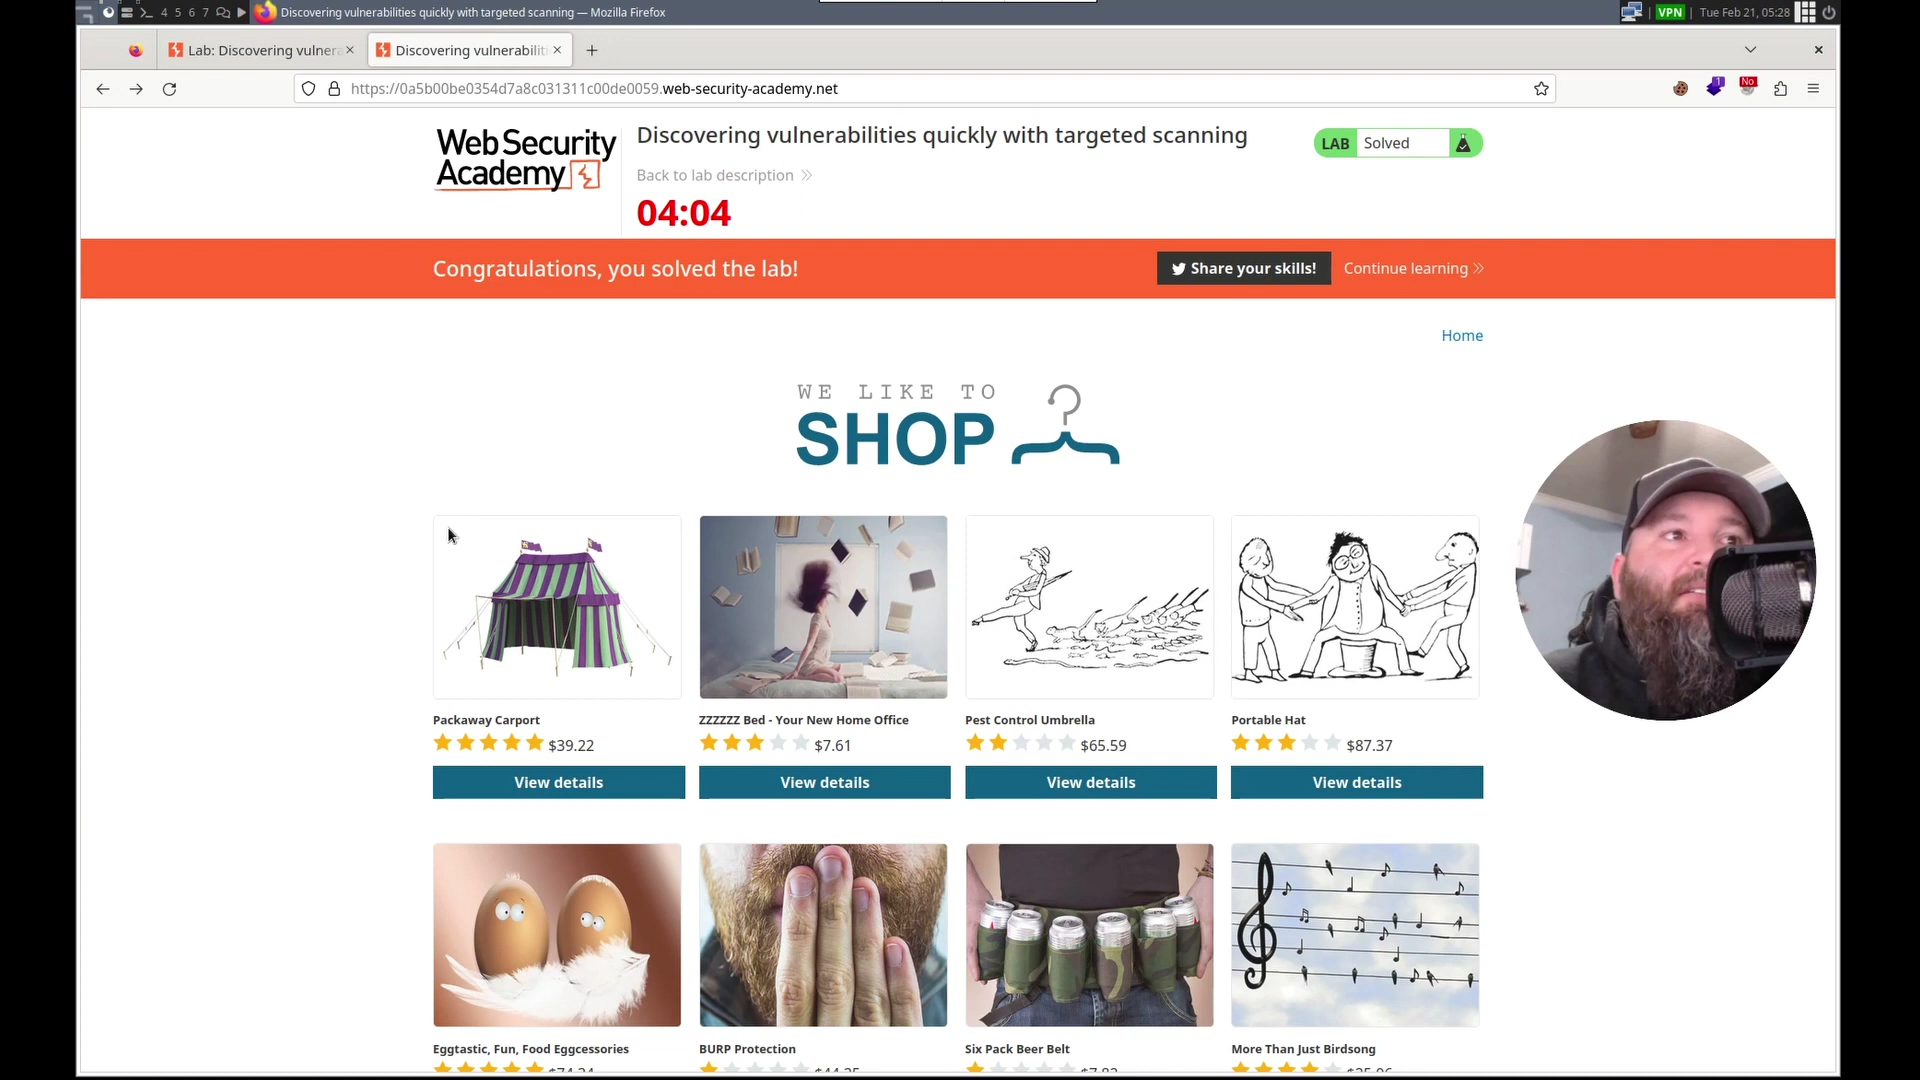 4 5 6 7
Discovering vulnerabilities quickly with targeted scanning — Mozilla Firefox
VPN
Tue Feb 21, 05:28
Lab: Discovering vulnera
Discovering vulnerabiliti
https://0a5b00be0354d7a8c031311c00de0059.web-security-academy.net
1
No
Web Security
Academy
Discovering vulnerabilities quickly with targeted scanning
LAB Solved
Back to lab description
04:04
Congratulations, you solved the lab!
Share your skills!
Continue learning
Home
WE LIKE TO
SHOP
Packaway Carport
$39.22
View details
ZZZZZZ Bed - Your New Home Office
$7.61
View details
Pest Control Umbrella
$65.59
View details
Portable Hat
$87.37
View details
Eggtastic, Fun, Food Eggcessories
BURP Protection
Six Pack Beer Belt
More Than Just Birdsong